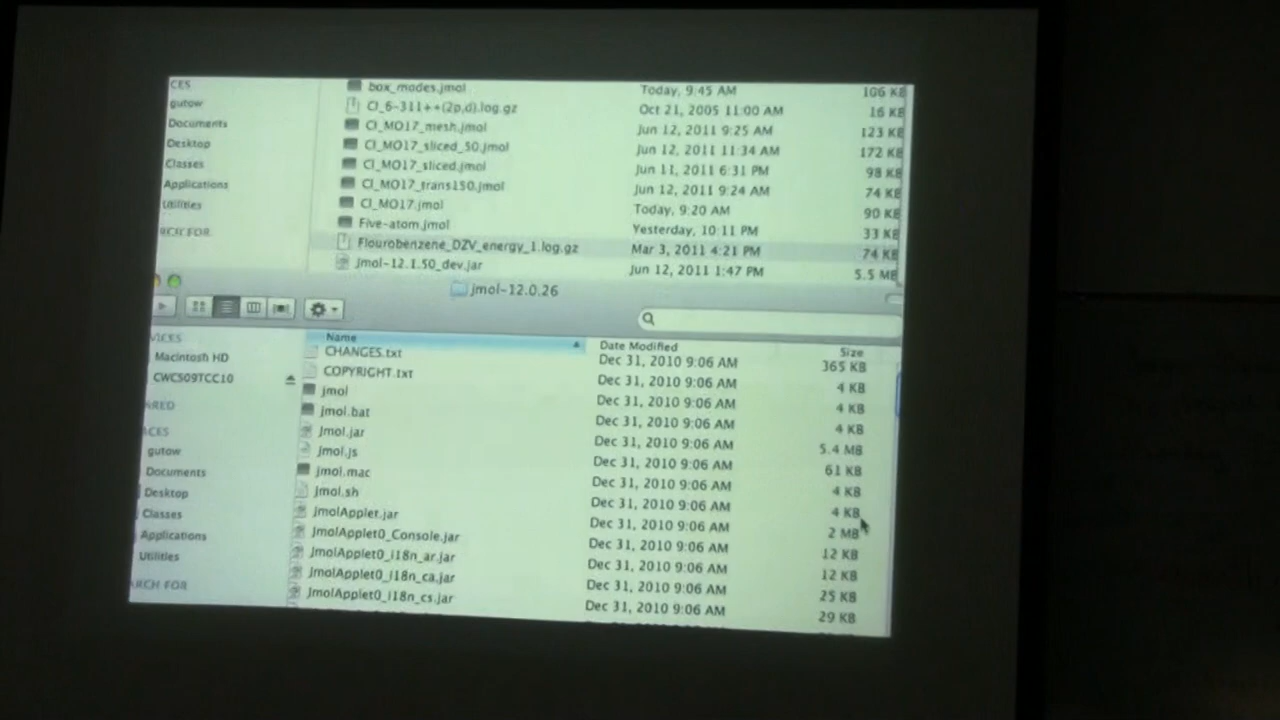 CES
gutow
Documents
Desktop
Classes
Applications
Utilities
RCH FOR
box_modes.jmol Today, 9:45 AM 106 KB
Cl_6-311++(2p,d).log.gz Oct 21, 2005 11:00 AM 16 KB
Cl_MO17_mesh.jmol Jun 12, 2011 9:25 AM 123 KB
Cl_MO17_sliced_50.jmol Jun 12, 2011 11:34 AM 172 KB
Cl_MO17_sliced.jmol Jun 11, 2011 6:31 PM 98 KB
Cl_MO17_trans150.jmol Jun 12, 2011 9:24 AM 74 KB
Cl_MO17.jmol Today, 9:20 AM 90 KB
Five-atom.jmol Yesterday, 10:11 PM 33 KB
Flourobenzene_DZV_energy_1.log.gz Mar 3, 2011 4:21 PM 74 KB
Jmol-12.1.50_dev.jar Jun 12, 2011 1:47 PM 5.5 MB
jmol-12.0.26
VICES
Macintosh HD
CWCS09TCC10
ARED
ACES
gutow
Documents
Desktop
Classes
Applications
Utilities
ARCH FOR
Name Date Modified Size
CHANGES.txt Dec 31, 2010 9:06 AM 365 KB
COPYRIGHT.txt Dec 31, 2010 9:06 AM 4 KB
jmol Dec 31, 2010 9:06 AM 4 KB
jmol.bat Dec 31, 2010 9:06 AM 4 KB
Jmol.jar Dec 31, 2010 9:06 AM 5.4 MB
Jmol.js Dec 31, 2010 9:06 AM 61 KB
jmol.mac Dec 31, 2010 9:06 AM 4 KB
Jmol.sh Dec 31, 2010 9:06 AM 4 KB
JmolApplet.jar Dec 31, 2010 9:06 AM 2 MB
JmolApplet0_Console.jar Dec 31, 2010 9:06 AM 12 KB
JmolApplet0_i18n_ar.jar Dec 31, 2010 9:06 AM 12 KB
JmolApplet0_i18n_ca.jar Dec 31, 2010 9:06 AM 25 KB
JmolApplet0_i18n_cs.jar Dec 31, 2010 9:06 AM 29 KB